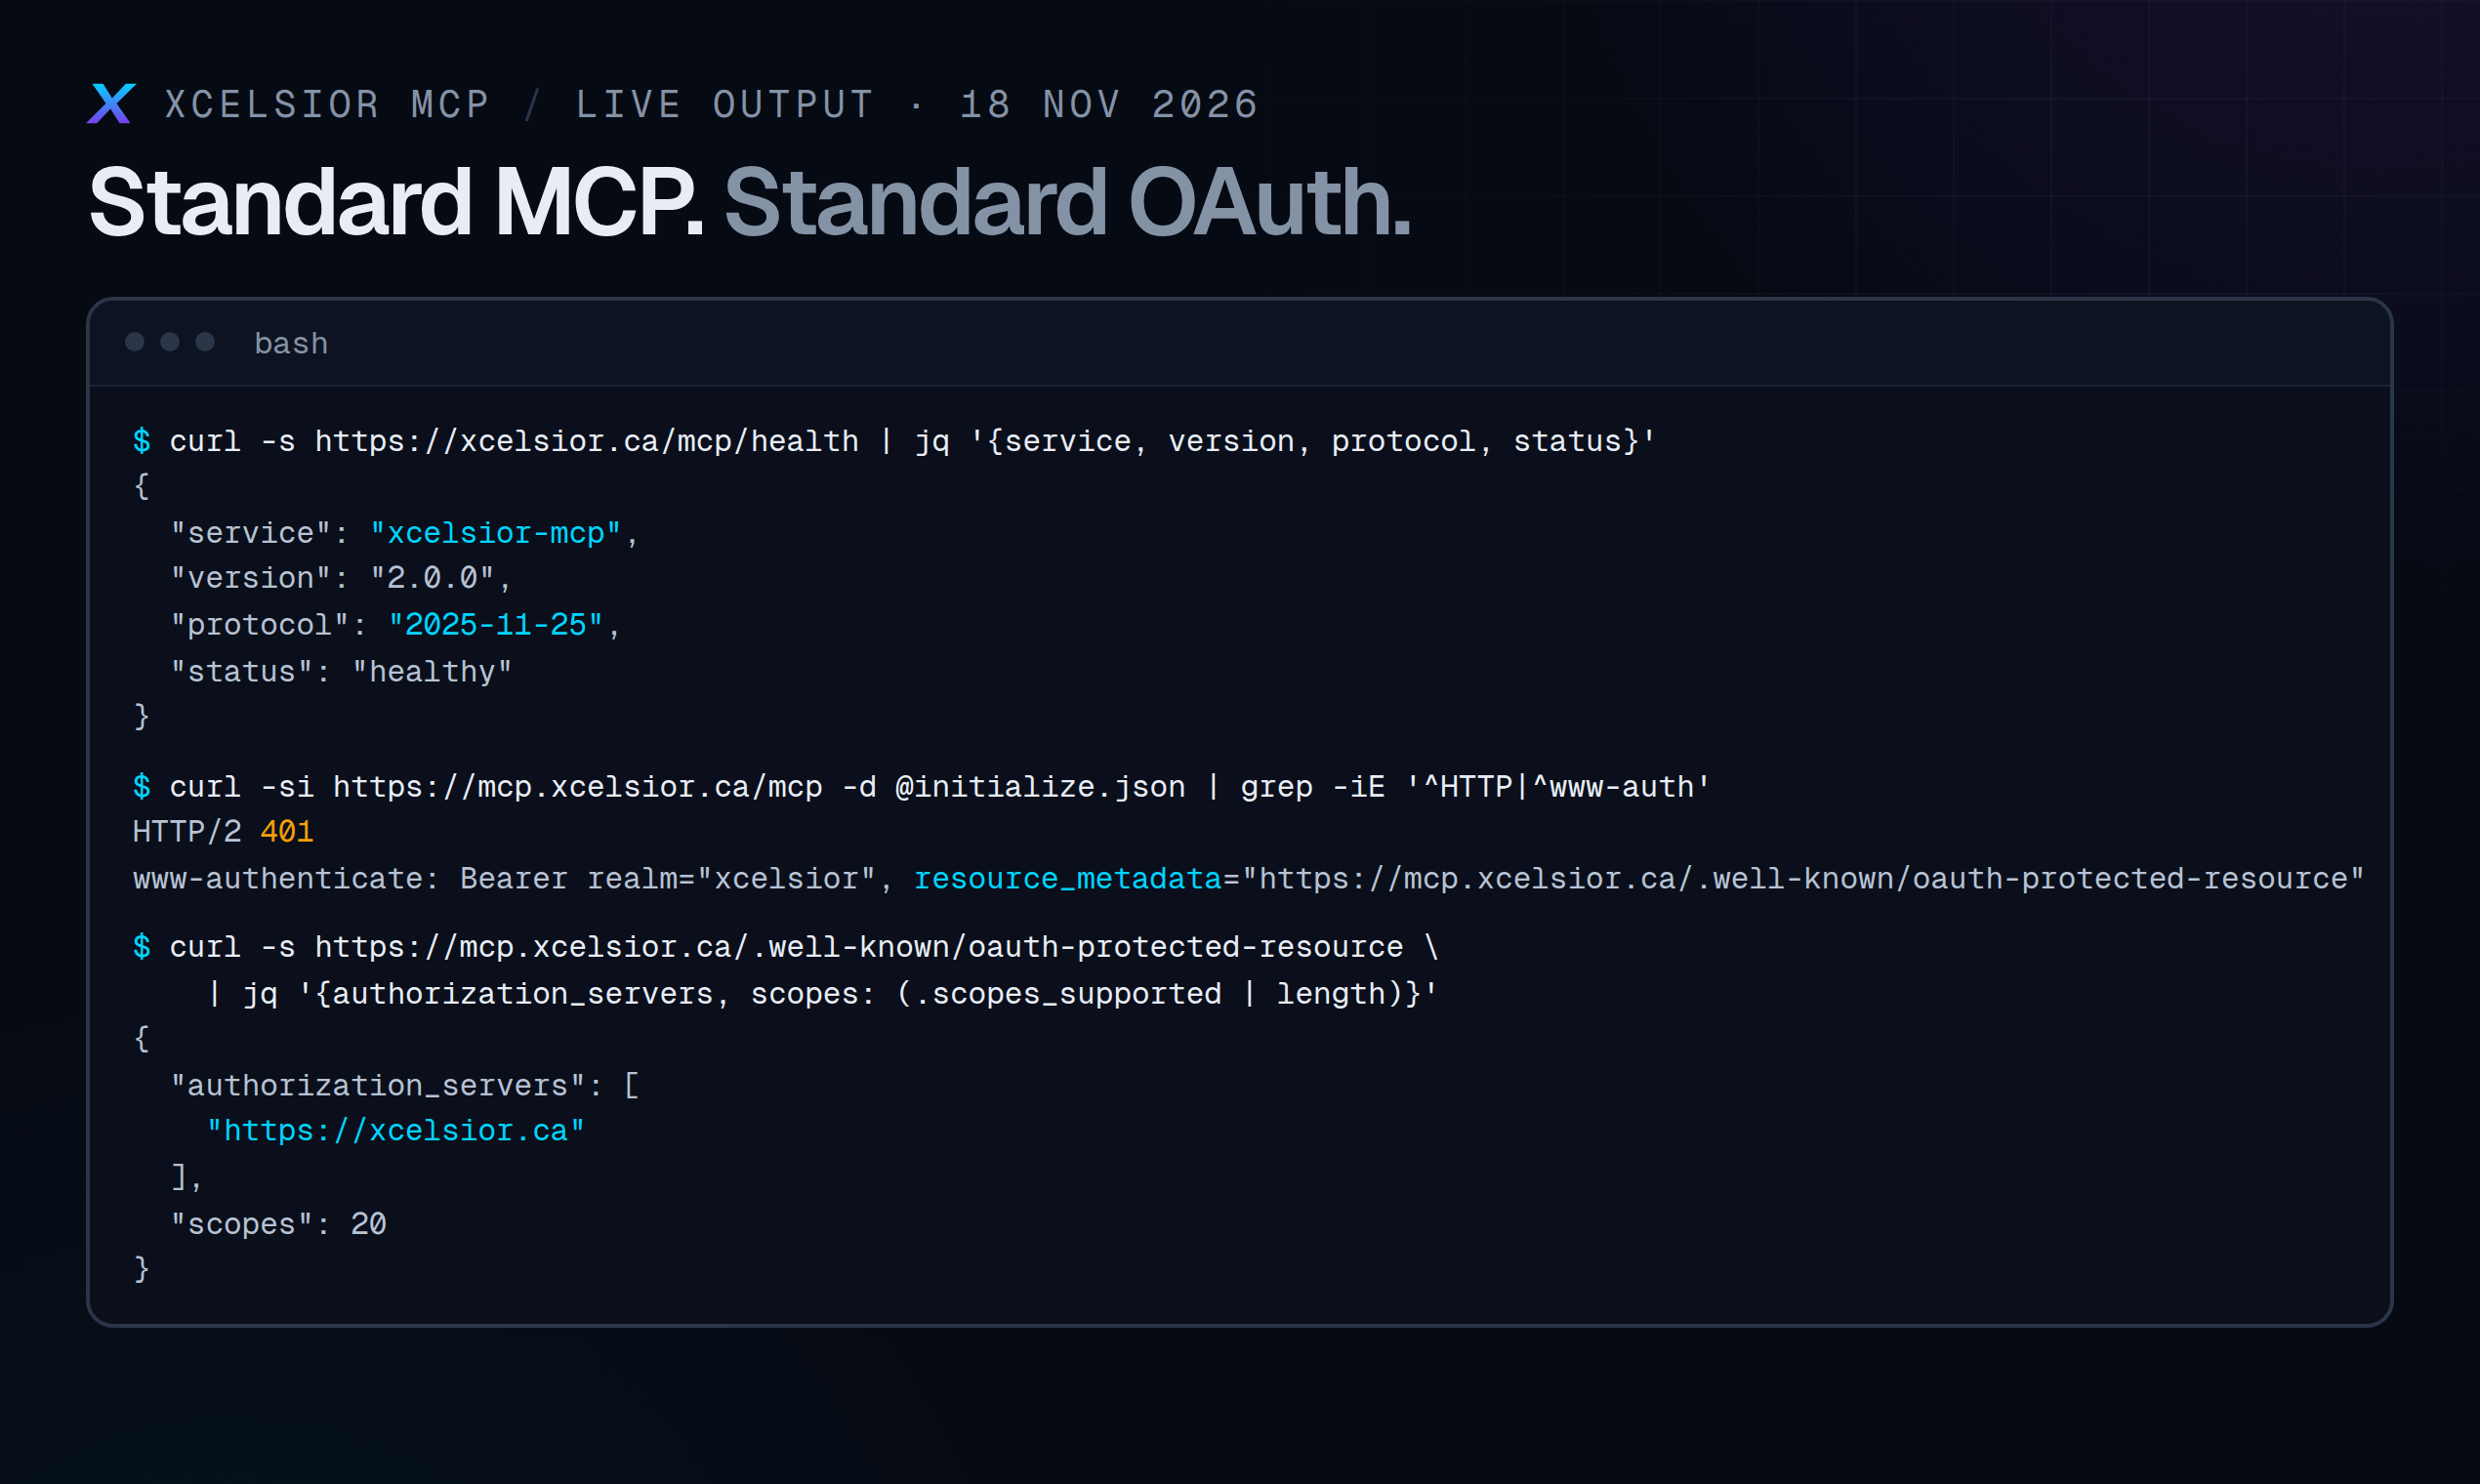 XCELSIOR MCP / LIVE OUTPUT · 18 NOV 2026
Standard MCP. Standard OAuth.
bash
$ curl -s https://xcelsior.ca/mcp/health | jq '{service, version, protocol, status}'
{
  "service": "xcelsior-mcp",
  "version": "2.0.0",
  "protocol": "2025-11-25",
  "status": "healthy"
}
$ curl -si https://mcp.xcelsior.ca/mcp -d @initialize.json | grep -iE '^HTTP|^www-auth'
HTTP/2 401
www-authenticate: Bearer realm="xcelsior", resource_metadata="https://mcp.xcelsior.ca/.well-known/oauth-protected-resource"
$ curl -s https://mcp.xcelsior.ca/.well-known/oauth-protected-resource \
    | jq '{authorization_servers, scopes: (.scopes_supported | length)}'
{
  "authorization_servers": [
    "https://xcelsior.ca"
  ],
  "scopes": 20
}